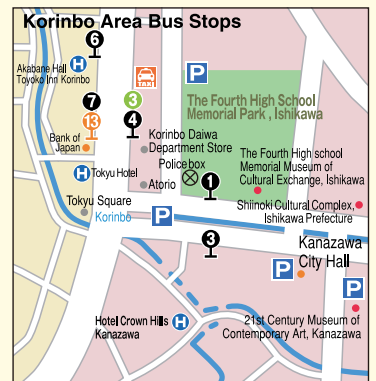 Korinbo Area Bus Stops
6
Akabane Hall
Toyoko Inn Korinbo
H
TAXI
P
7
3
4
13
The Fourth High School
Memorial Park , Ishikawa
Bank of
Japan
Korinbo Daiwa
Department Store
Police box
The Fourth High school
Memorial Museum of
Cultural Exchange, Ishikawa
H
Tokyu Hotel
Atorio
1
Tokyu Square
Korinbo
P
Shiinoki Cultural Complex,
Ishikawa Prefecture
3
Kanazawa
City Hall
P
P
Hotel Crown Hills
Kanazawa
H
21st Century Museum of
Contemporary Art, Kanazawa